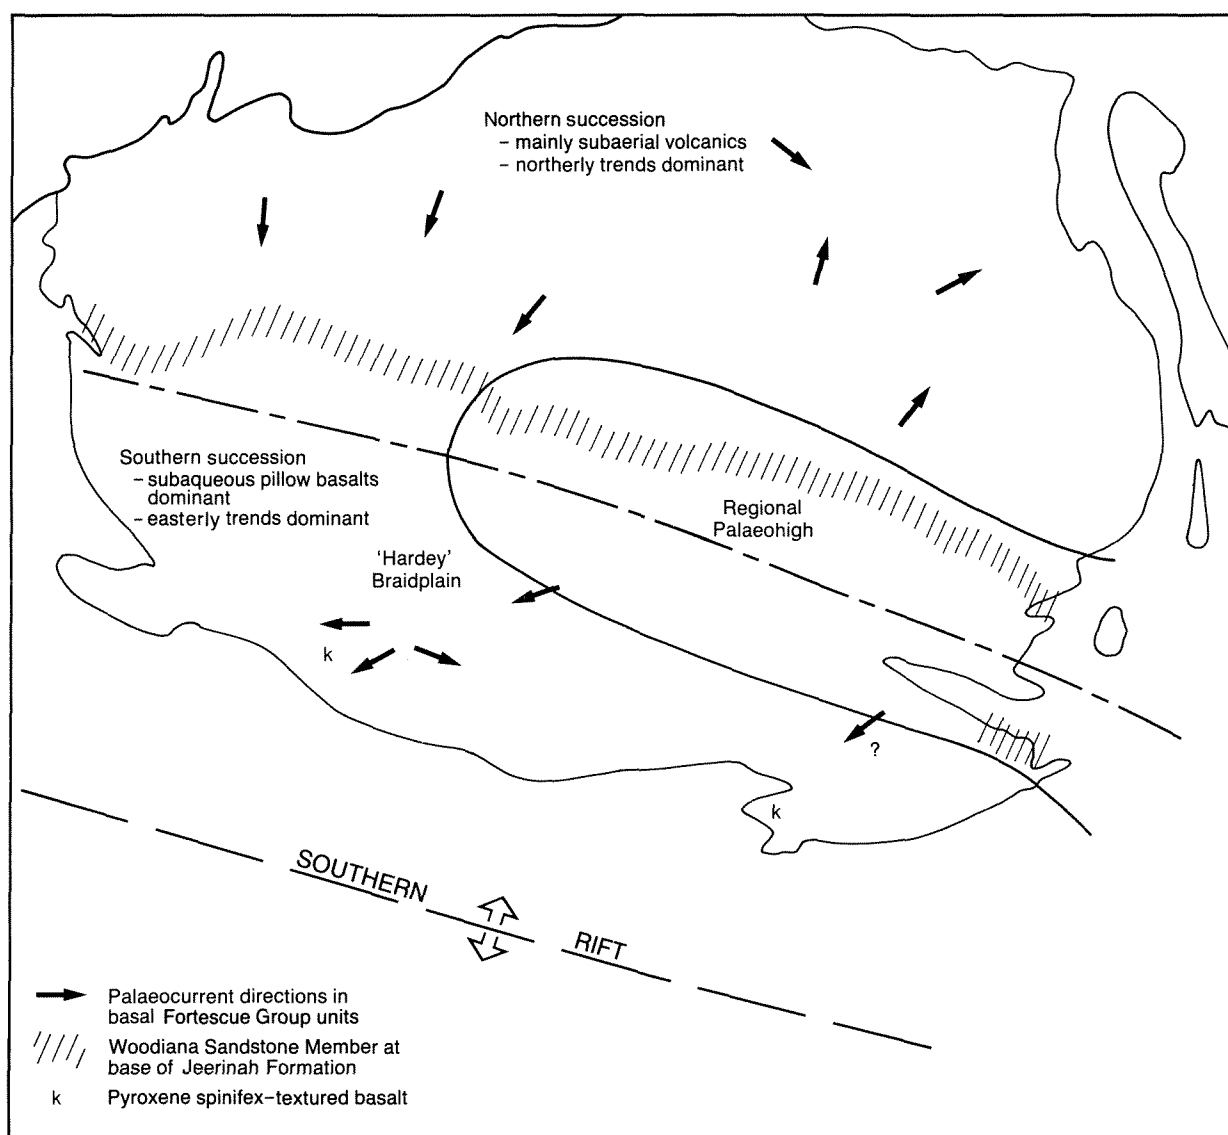 Northern succession
– mainly subaerial volcanics
– northerly trends dominant
Southern succession
– subaqueous pillow basalts
dominant
– easterly trends dominant
Regional
Palaeohigh
'Hardey'
Braidplain
k
?
k
SOUTHERN
RIFT
Palaeocurrent directions in
basal Fortescue Group units
Woodiana Sandstone Member at
base of Jeerinah Formation
k Pyroxene spinifex–textured basalt